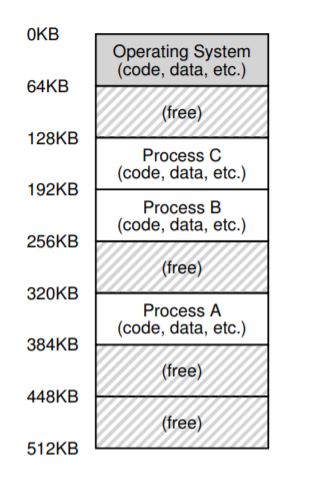 0KB
Operating System
(code, data, etc.)
64KB
(free)
128KB
Process C
(code, data, etc.)
192KB
Process B
(code, data, etc.)
256KB
(free)
320KB
Process A
(code, data, etc.)
384KB
(free)
448KB
(free)
512KB